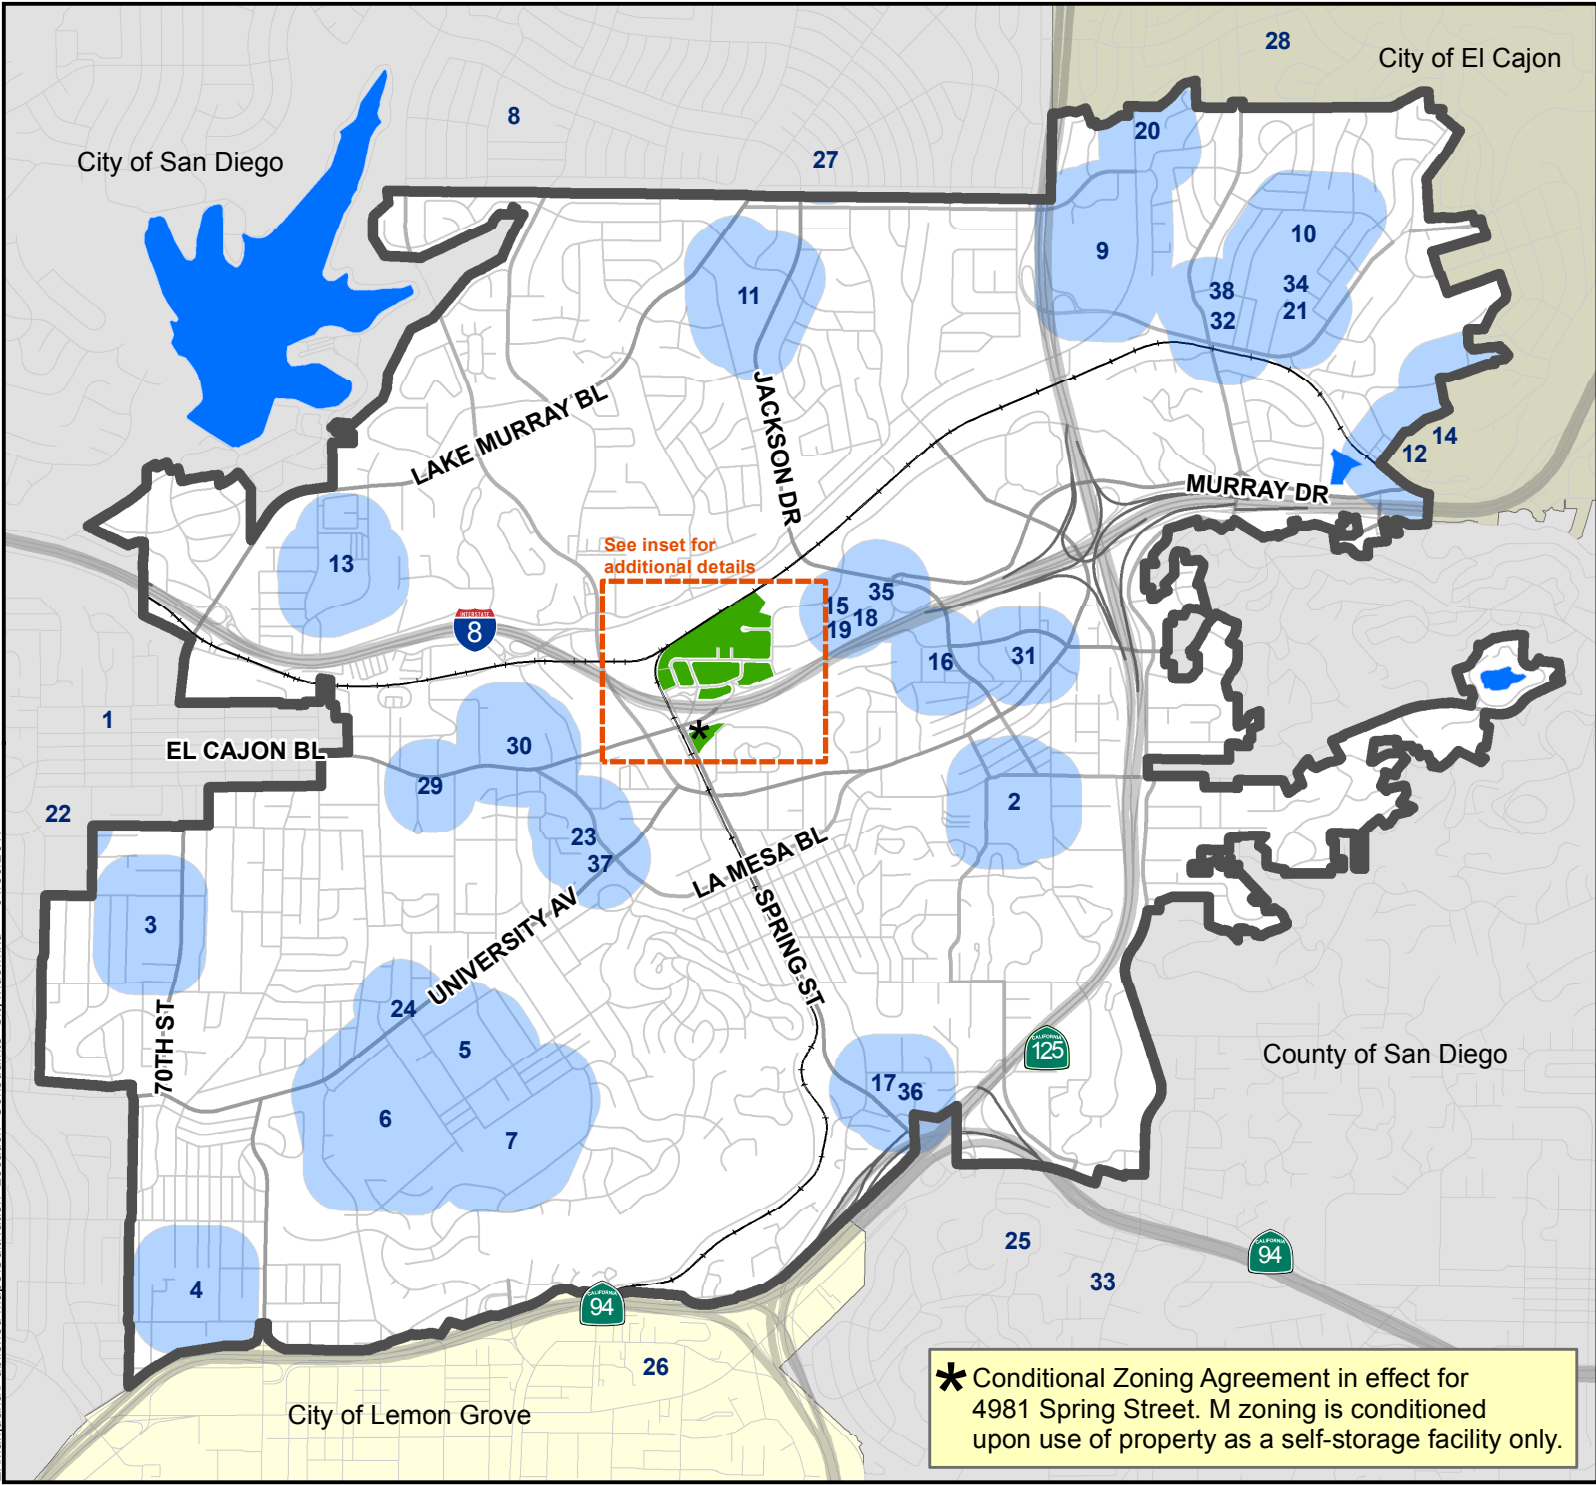 28
City of El Cajon
8
20
City of San Diego
27
10
9
11
38
34
32
21
JACKSON DR
LAKE MURRAY BL
14
12
MURRAY DR
See inset for
additional details
13
35
15
18
19
INTERSTATE
8
16
31
1
*
EL CAJON BL
30
29
2
22
23
37
LA MESA BL
3
UNIVERSITY AV
SPRING ST
24
70TH ST
5
CALIFORNIA
125
County of San Diego
17
36
6
7
25
CALIFORNIA
94
33
4
CALIFORNIA
94
26
City of Lemon Grove
* Conditional Zoning Agreement in effect for
4981 Spring Street. M zoning is conditioned
upon use of property as a self-storage facility only.